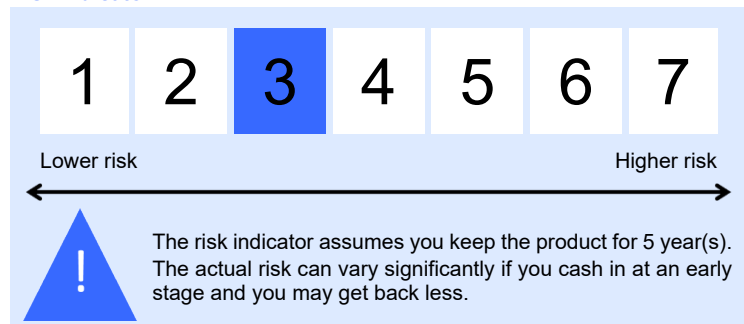 1 2 3 4 5 6 7
Lower risk Higher risk
!
The risk indicator assumes you keep the product for 5 year(s).
The actual risk can vary significantly if you cash in at an early
stage and you may get back less.